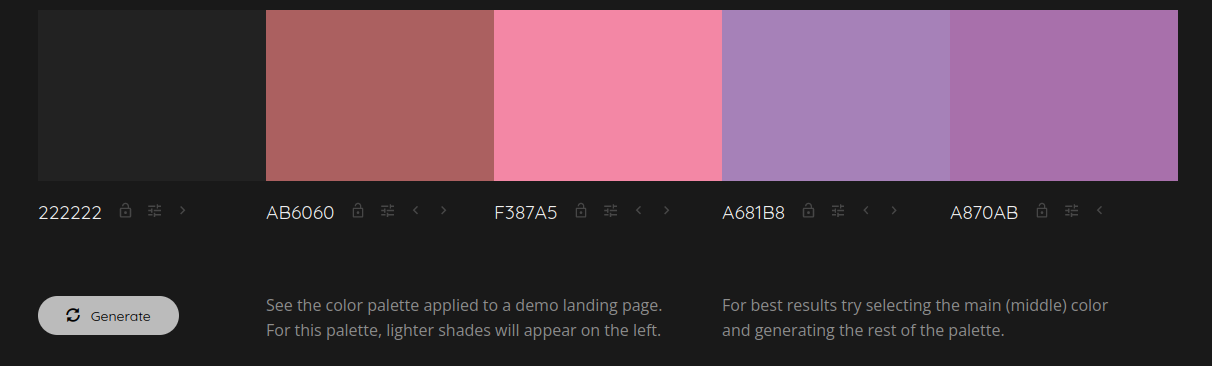 222222
AB6060
F387A5
A681B8
A870AB
Generate
See the color palette applied to a demo landing page.
For this palette, lighter shades will appear on the left.
For best results try selecting the main (middle) color
and generating the rest of the palette.